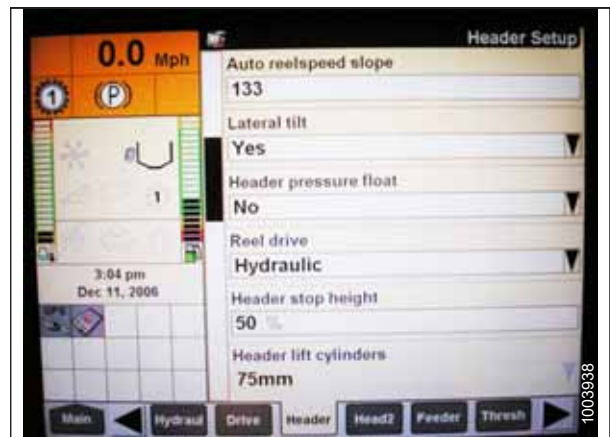 0.0 Mph
Header Setup
1
(P)
Auto reelspeed slope
133
Lateral tilt
Yes
1
Header pressure float
No
Reel drive
Hydraulic
3:04 pm
Dec 11, 2006
Header stop height
50 %
GPS
Header lift cylinders
75mm
Main
Hydraul
Drive
Header
Head2
Feeder
Thresh
1003938